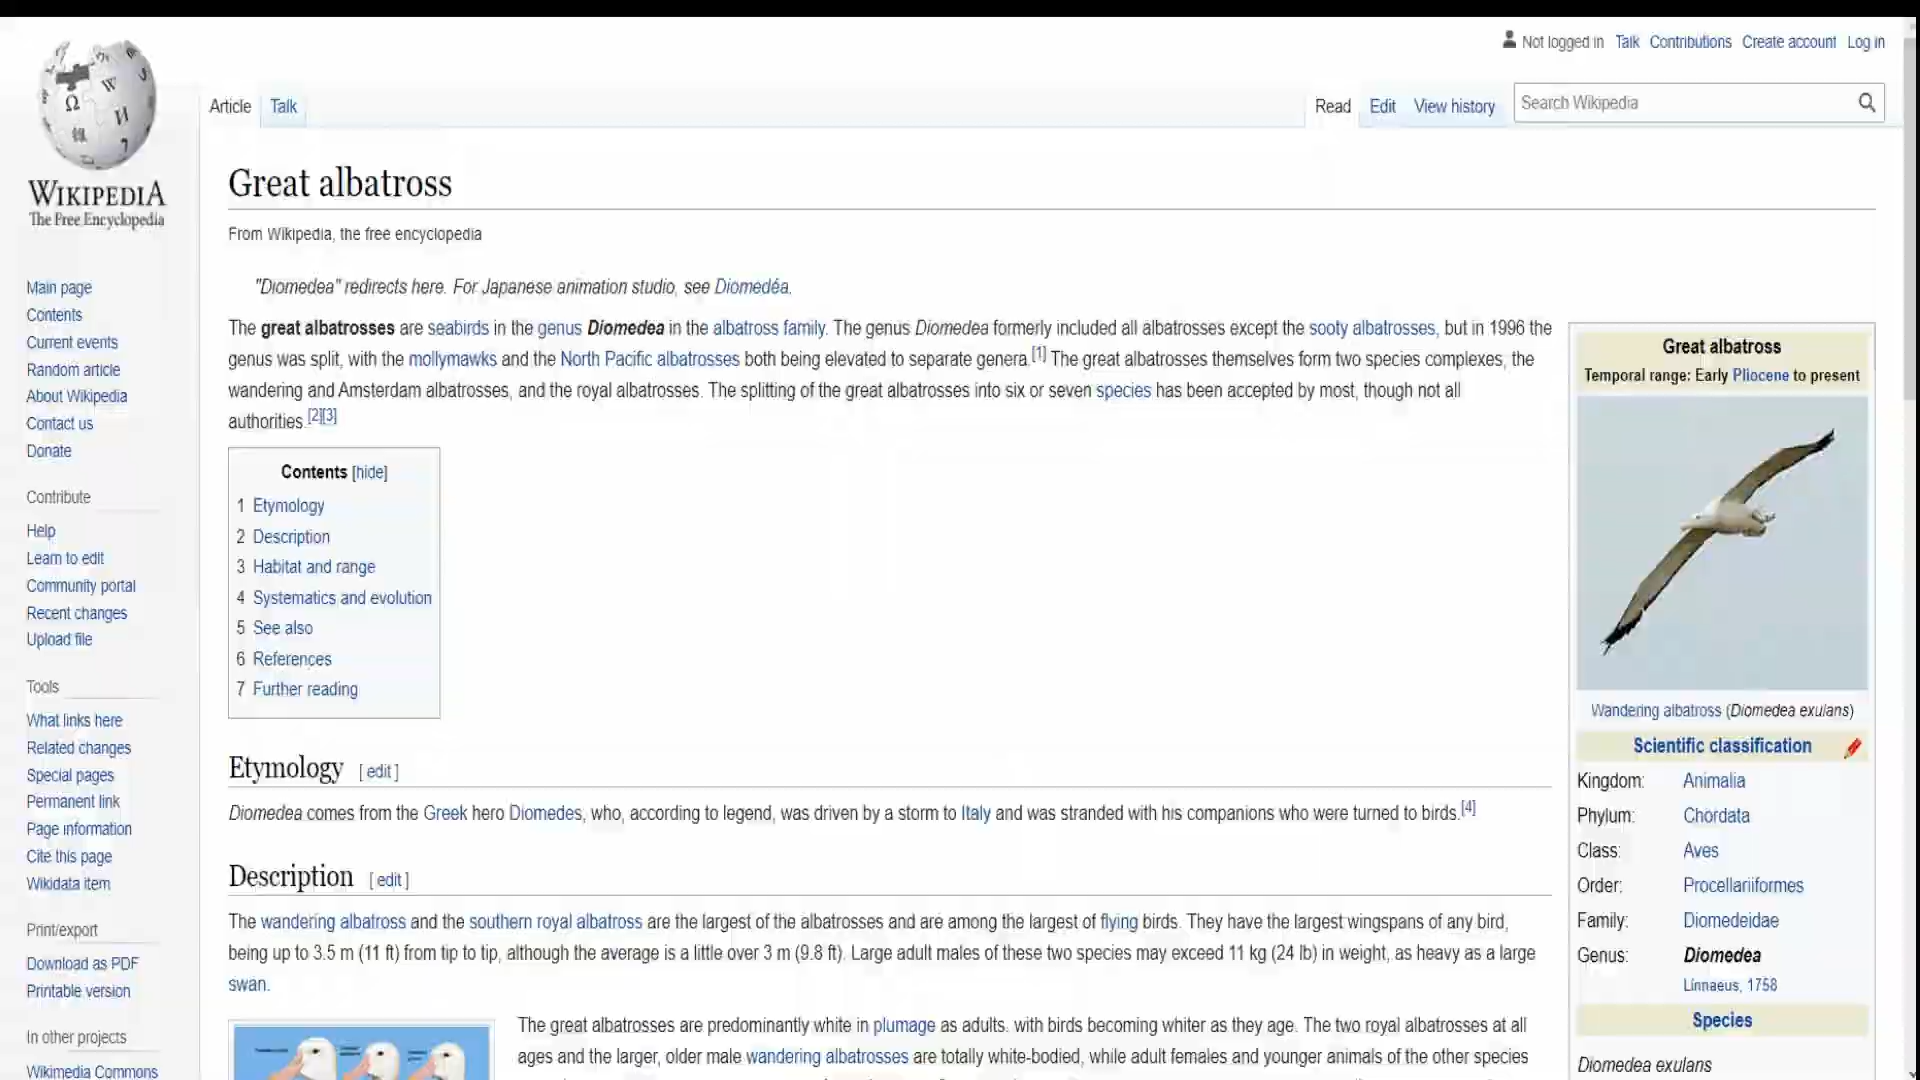 Not logged in Talk Contributions Create account Log in
Article Talk
Read Edit View history
Search Wikipedia
WIKIPEDIA
The Free Encyclopedia
Main page
Contents
Current events
Random article
About Wikipedia
Contact us
Donate
Contribute
Help
Learn to edit
Community portal
Recent changes
Upload file
Tools
What links here
Related changes
Special pages
Permanent link
Page information
Cite this page
Wikidata item
Print/export
Download as PDF
Printable version
In other projects
Wikimedia Commons
Great albatross
From Wikipedia, the free encyclopedia
"Diomedea" redirects here. For Japanese animation studio, see Diomedéa.
The great albatrosses are seabirds in the genus Diomedea in the albatross family. The genus Diomedea formerly included all albatrosses except the sooty albatrosses, but in 1996 the
genus was split, with the mollymawks and the North Pacific albatrosses both being elevated to separate genera.[1] The great albatrosses themselves form two species complexes, the
wandering and Amsterdam albatrosses, and the royal albatrosses. The splitting of the great albatrosses into six or seven species has been accepted by most, though not all
authorities.[2][3]
Contents [hide]
1 Etymology
2 Description
3 Habitat and range
4 Systematics and evolution
5 See also
6 References
7 Further reading
Etymology [ edit ]
Diomedea comes from the Greek hero Diomedes, who, according to legend, was driven by a storm to Italy and was stranded with his companions who were turned to birds.[4]
Description [ edit ]
The wandering albatross and the southern royal albatross are the largest of the albatrosses and are among the largest of flying birds. They have the largest wingspans of any bird,
being up to 3.5 m (11 ft) from tip to tip, although the average is a little over 3 m (9.8 ft). Large adult males of these two species may exceed 11 kg (24 lb) in weight, as heavy as a large
swan.
The great albatrosses are predominantly white in plumage as adults. with birds becoming whiter as they age. The two royal albatrosses at all
ages and the larger, older male wandering albatrosses are totally white-bodied, while adult females and younger animals of the other species
Great albatross
Temporal range: Early Pliocene to present
Wandering albatross (Diomedea exulans)
Scientific classification
Kingdom: Animalia
Phylum: Chordata
Class: Aves
Order: Procellariiformes
Family: Diomedeidae
Genus: Diomedea
Linnaeus, 1758
Species
Diomedea exulans